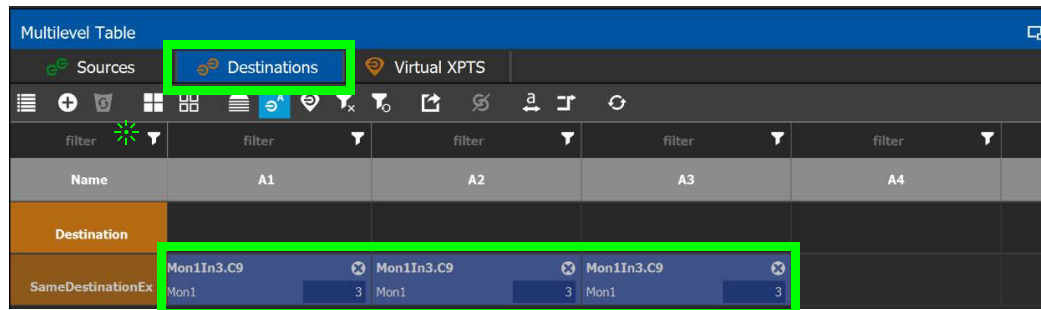 Multilevel Table
Sources Destinations Virtual XPTS
a
filter filter filter filter filter
Name A1 A2 A3 A4
Destination
Mon1In3.C9 Mon1In3.C9 Mon1In3.C9
SameDestinationEx Mon1 3 Mon1 3 Mon1 3